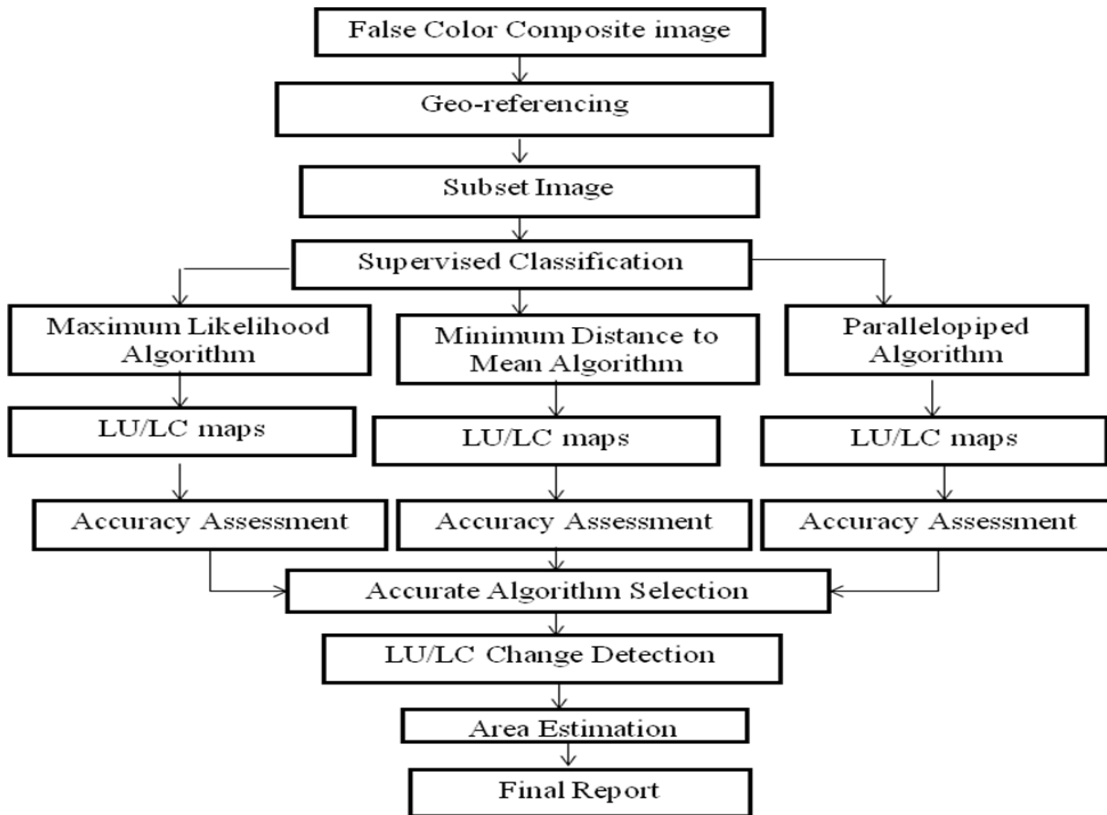 False Color Composite image
Geo-referencing
Subset Image
Supervised Classification
Maximum Likelihood
Algorithm
Minimum Distance to
Mean Algorithm
Parallelopiped
Algorithm
LU/LC maps
LU/LC maps
LU/LC maps
Accuracy Assessment
Accuracy Assessment
Accuracy Assessment
Accurate Algorithm Selection
LU/LC Change Detection
Area Estimation
Final Report